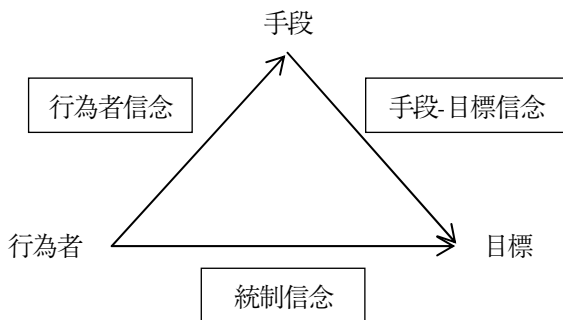 手段
行為者信念
手段-目標信念
行為者
目標
統制信念